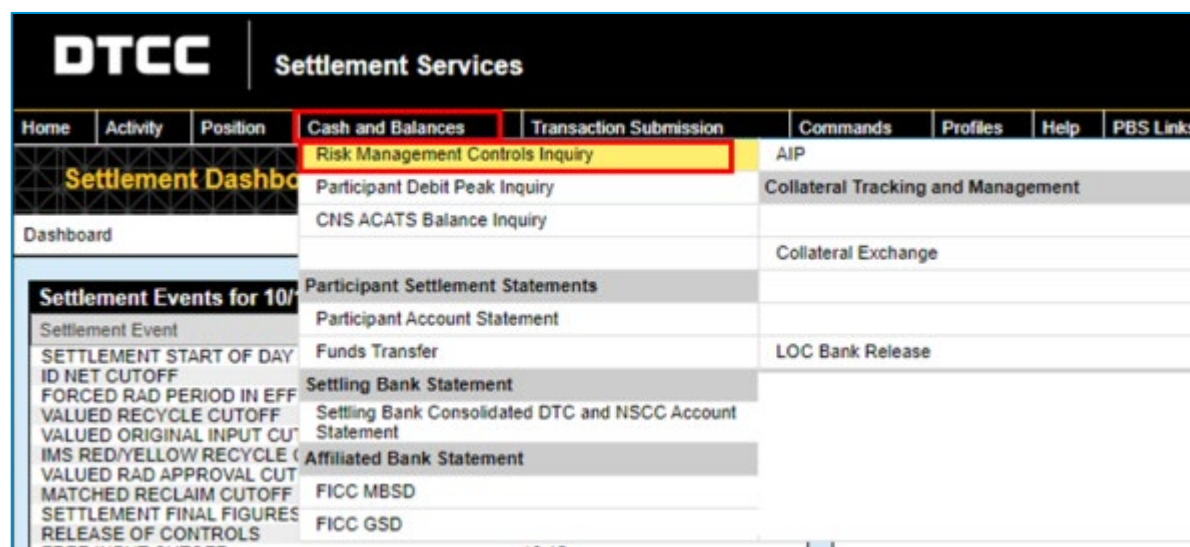 DTCC
Settlement Services
Home Activity Position Cash and Balances Transaction Submission Commands Profiles Help PBS Links
Settlement
Risk Management Controls Inquiry
AIP
Participant Debit Peak Inquiry
Collateral Tracking and Management
CNS ACATS Balance Inquiry
Dashboard
Collateral Exchange
Settlement Events for 10/
Participant Settlement Statements
Settlement Event
Participant Account Statement
SETTLEMENT START OF DAY
Funds Transfer
LOC Bank Release
ID NET CUTOFF
FORCED RAD PERIOD IN EFF
Settling Bank Statement
VALUED RECYCLE CUTOFF
Settling Bank Consolidated DTC and NSCC Account
Statement
VALUED ORIGINAL INPUT CUT
IMS RED/YELLOW RECYCLE
Affiliated Bank Statement
VALUED RAD APPROVAL CUT
MATCHED RECLAIM CUTOFF
FICC MBSD
SETTLEMENT FINAL FIGURES
RELEASE OF CONTROLS
FICC GSD